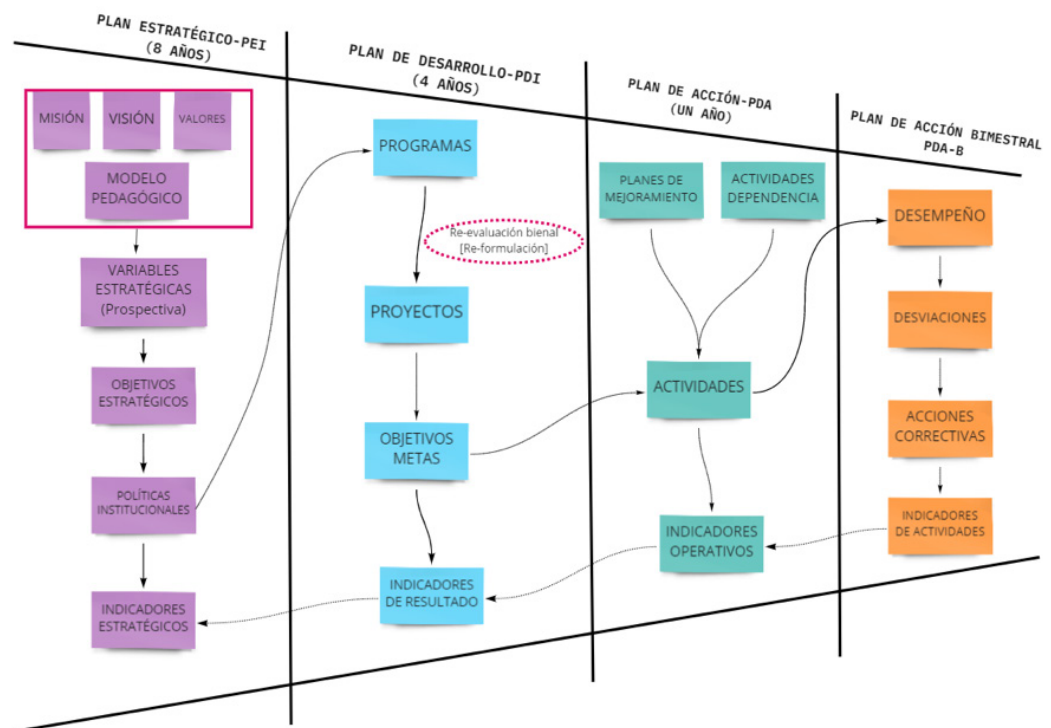 PLAN ESTRATÉGICO-PEI
(8 AÑOS)
MISIÓN
VISIÓN
VALORES
MODELO
PEDAGÓGICO
VARIABLES
ESTRATÉGICAS
(Prospectiva)
OBJETIVOS
ESTRATÉGICOS
POLÍTICAS
INSTITUCIONALES
INDICADORES
ESTRATÉGICOS
PLAN DE DESARROLLO-PDI
(4 AÑOS)
PROGRAMAS
Re-evaluación bienal
[Re-formulación]
PROYECTOS
OBJETIVOS
METAS
INDICADORES
DE RESULTADO
PLAN DE ACCIÓN-PDA
(UN AÑO)
PLANES DE
MEJORAMIENTO
ACTIVIDADES
DEPENDENCIA
ACTIVIDADES
INDICADORES
OPERATIVOS
PLAN DE ACCIÓN BIMESTRAL
PDA-B
DESEMPEÑO
DESVIACIONES
ACCIONES
CORRECTIVAS
INDICADORES
DE ACTIVIDADES